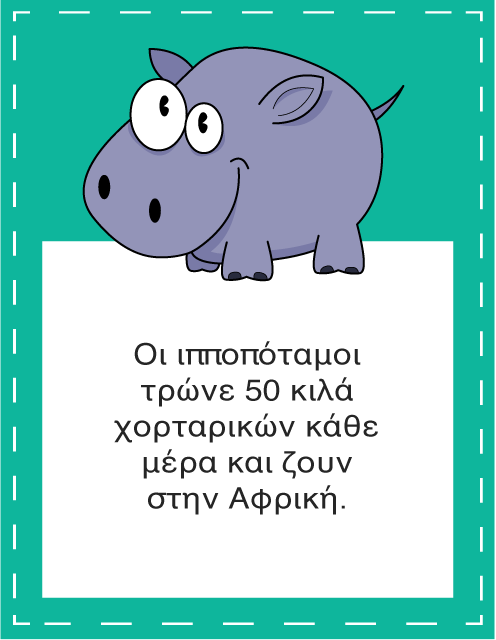 Οι ιπποπόταμοι
τρώνε 50 κιλά
χορταρικών κάθε
μέρα και ζουν
στην Αφρική.